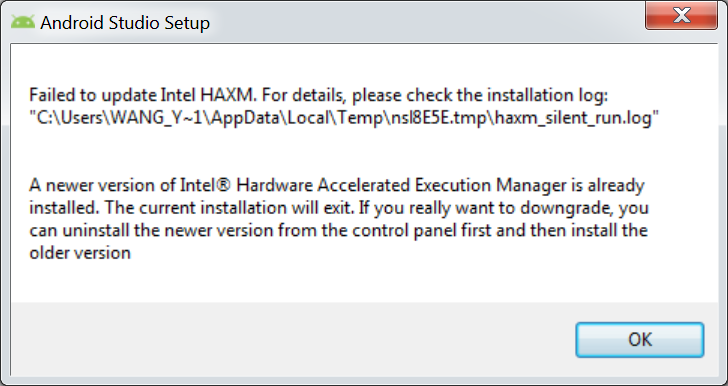 Android Studio Setup
Failed to update Intel HAXM. For details, please check the installation log:
"C:\Users\WANG_Y~1\AppData\Local\Temp\nsl8E5E.tmp\haxm_silent_run.log"
A newer version of Intel® Hardware Accelerated Execution Manager is already
installed. The current installation will exit. If you really want to downgrade, you
can uninstall the newer version from the control panel first and then install the
older version
OK